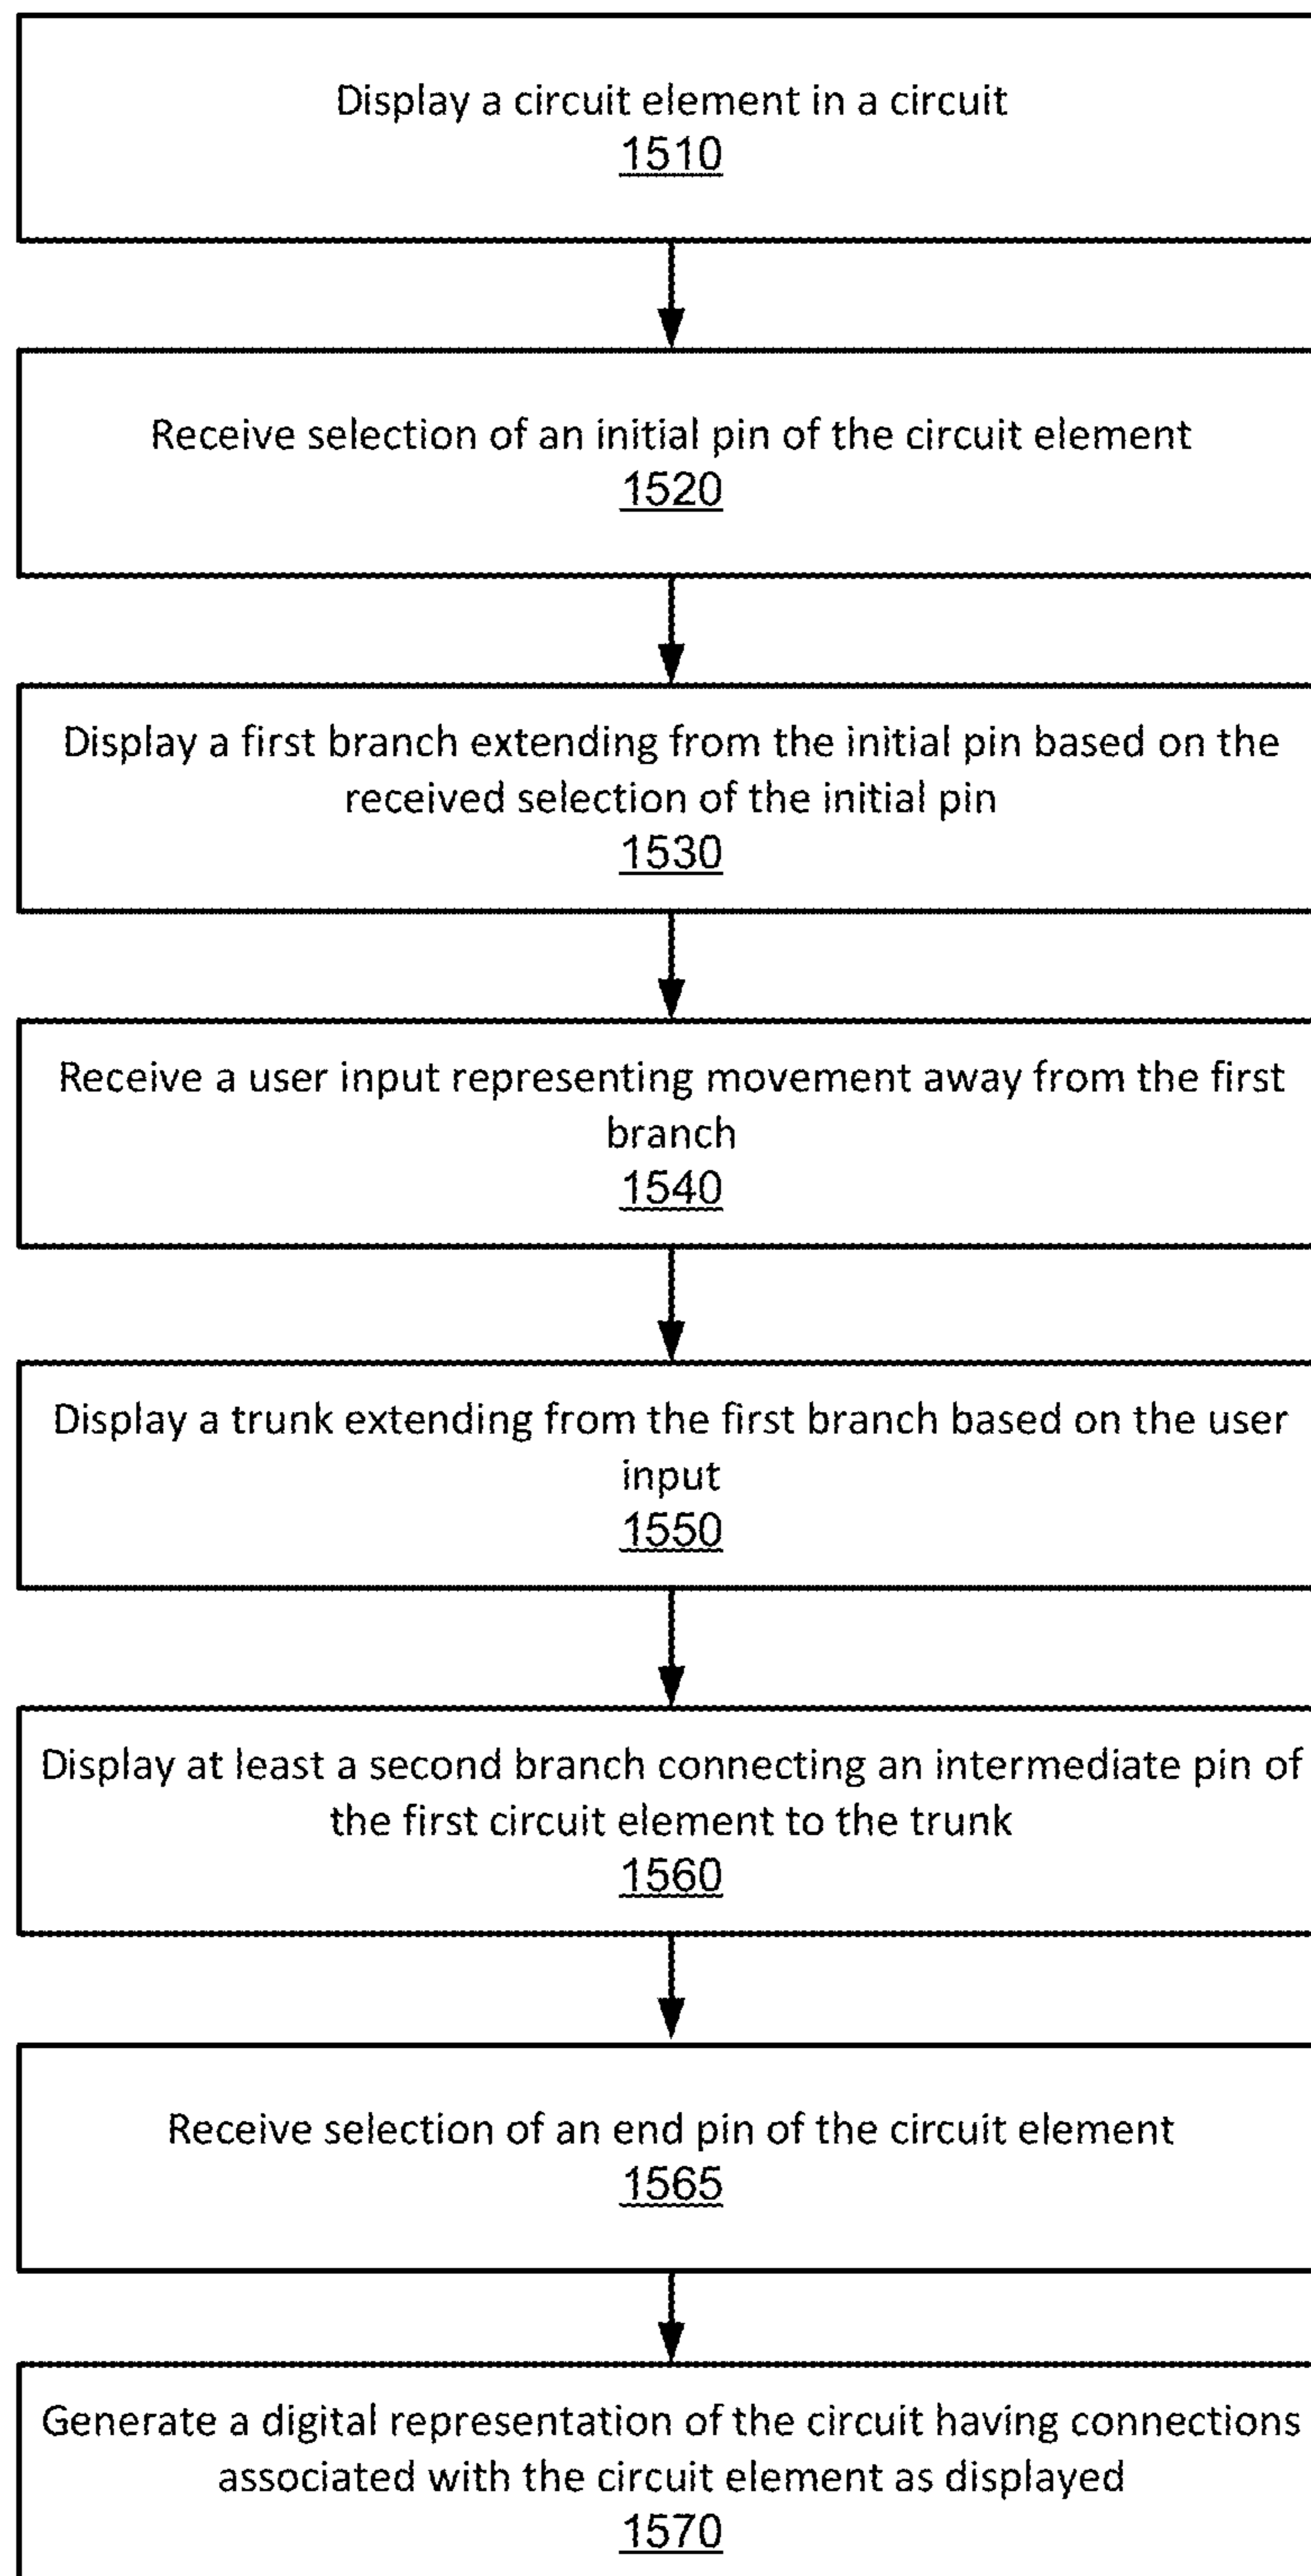 Display a circuit element in a circuit
1510
Receive selection of an initial pin of the circuit element
1520
Display a first branch extending from the initial pin based on the
received selection of the initial pin
1530
Receive a user input representing movement away from the first
branch
1540
Display a trunk extending from the first branch based on the user
input
1550
Display at least a second branch connecting an intermediate pin of
the first circuit element to the trunk
1560
Receive selection of an end pin of the circuit element
1565
Generate a digital representation of the circuit having connections
associated with the circuit element as displayed
1570